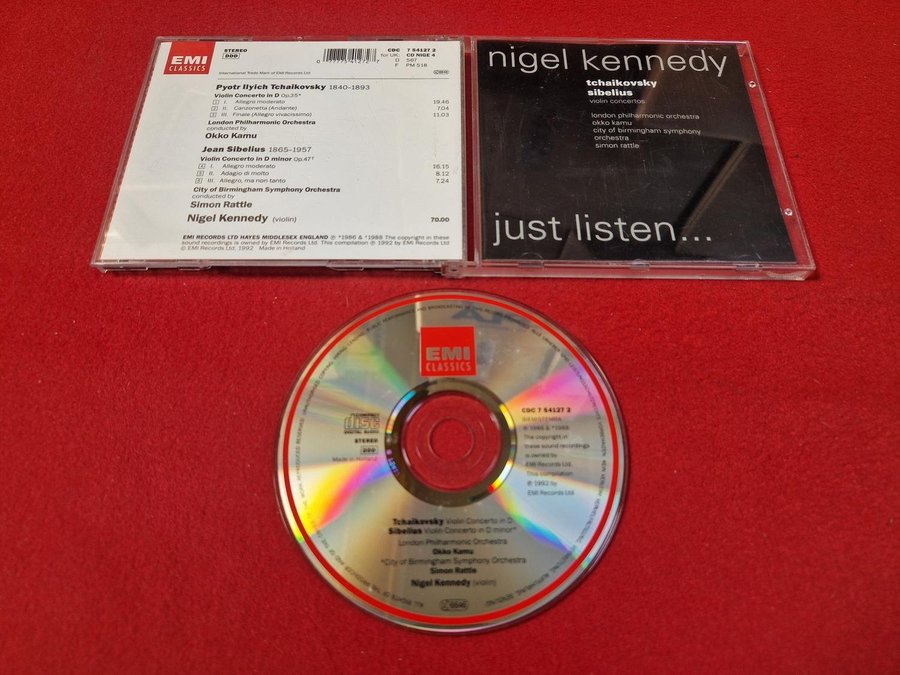 EMI
CLASSICS
STEREO
DDD
CDC 7 54127 2
for UK: CD NIGE 4
D 567
F PM 518
International Trade Mark of EMI Records Ltd
Pyotr Ilyich Tchaikovsky 1840-1893
Violin Concerto in D Op.35*
1 I. Allegro moderato 19.46
2 II. Canzonetta (Andante) 7.04
3 III. Finale (Allegro vivacissimo) 11.03
London Philharmonic Orchestra
conducted by
Okko Kamu
Jean Sibelius 1865-1957
Violin Concerto in D minor Op.47†
4 I. Allegro moderato 16.15
5 II. Adagio di molto 8.12
6 III. Allegro, ma non tanto 7.24
City of Birmingham Symphony Orchestra
conducted by
Simon Rattle
Nigel Kennedy (violin) 70.00
EMI RECORDS LTD HAYES MIDDLESEX ENGLAND ℗ *1986 & †1988 The copyright in these
sound recordings is owned by EMI Records Ltd. This compilation ℗ 1992 by EMI Records Ltd
© EMI Records Ltd. 1992 Made in Holland
nigel kennedy
tchaikovsky
sibelius
violin concertos
london philharmonic orchestra
okko kamu
city of birmingham symphony
orchestra
simon rattle
just listen...
EMI
CLASSICS
COMPACT
disc
DIGITAL AUDIO
STEREO
DDD
Made in Holland
CDC 7 54127 2
℗ 1986 & *1988
The copyright in
these sound recordings
is owned by
EMI Records Ltd.
This compilation
℗ 1992 by
EMI Records Ltd
Tchaikovsky Violin Concerto in D
Sibelius Violin Concerto in D minor*
London Philharmonic Orchestra
Okko Kamu
*City of Birmingham Symphony Orchestra
Simon Rattle
Nigel Kennedy (violin)